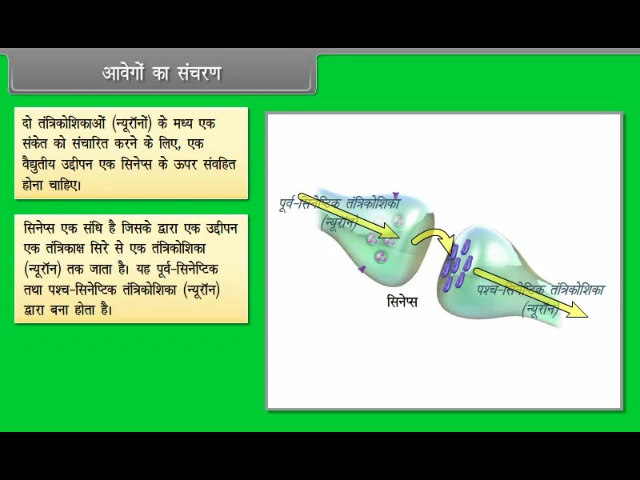 आवेगों का संचरण
दो तंत्रिकोशिकाओं (न्यूरॉनों) के मध्य एक
संकेत को संचारित करने के लिए, एक
वैद्युतीय उद्दीपन एक सिनेप्स के ऊपर संवहित
होना चाहिए।
सिनेप्स एक संधि है जिसके द्वारा एक उद्दीपन
एक तंत्रिकाक्ष सिरे से एक तंत्रिकोशिका
(न्यूरॉन) तक जाता है। यह पूर्व-सिनेप्टिक
तथा पश्च-सिनेप्टिक तंत्रिकोशिका (न्यूरॉन)
द्वारा बना होता है।
पूर्व-सिनेप्टिक तंत्रिकोशिका
(न्यूरॉन)
सिनेप्स
पश्च-सिनेप्टिक तंत्रिकोशिका
(न्यूरॉन)